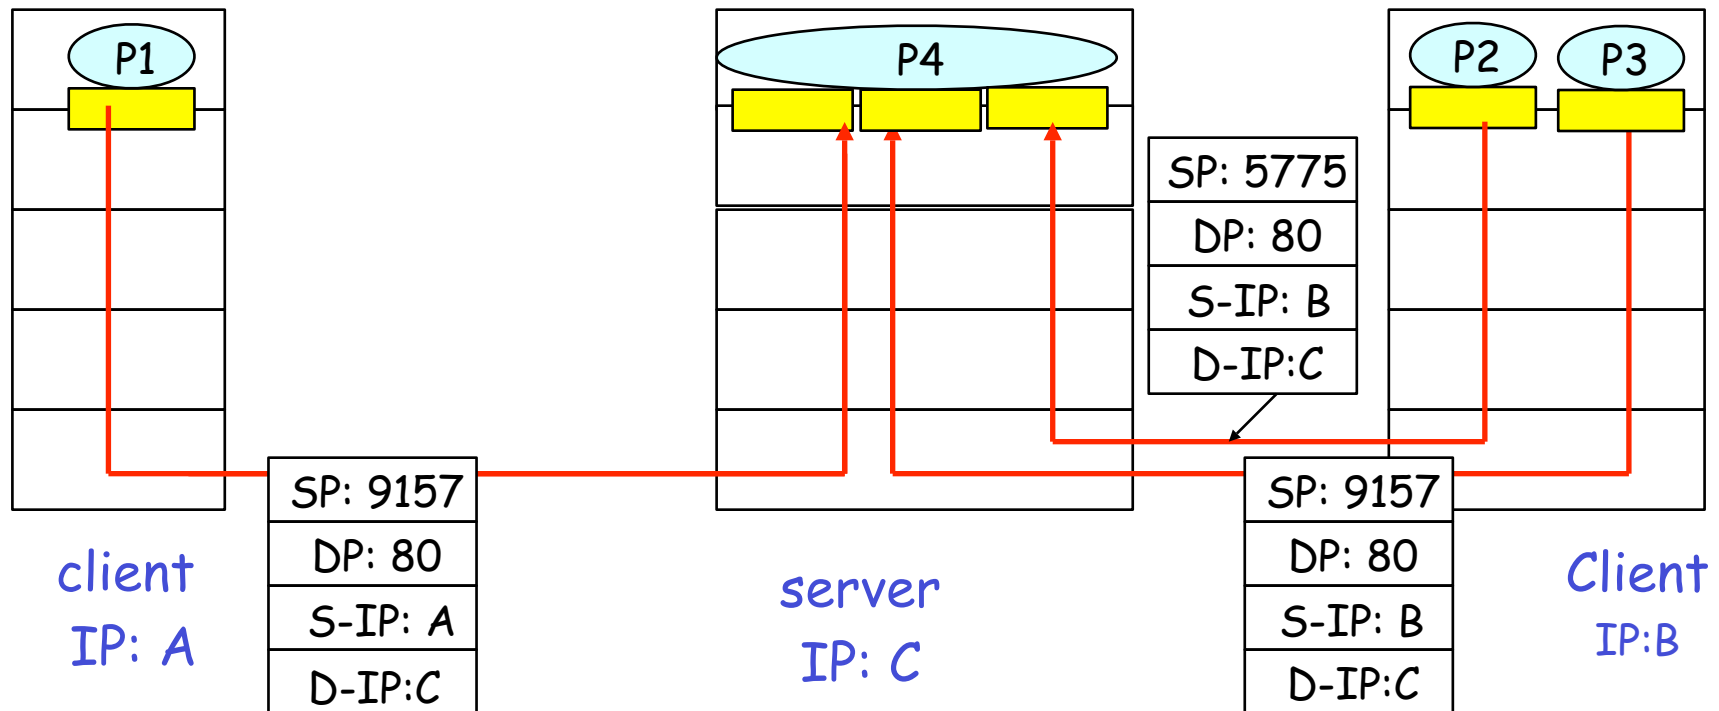 P1
P4
P2
P3
SP: 5775
DP: 80
S-IP: B
D-IP:C
SP: 9157
DP: 80
S-IP: A
D-IP:C
SP: 9157
DP: 80
S-IP: B
D-IP:C
client
IP: A
server
IP: C
Client
IP:B